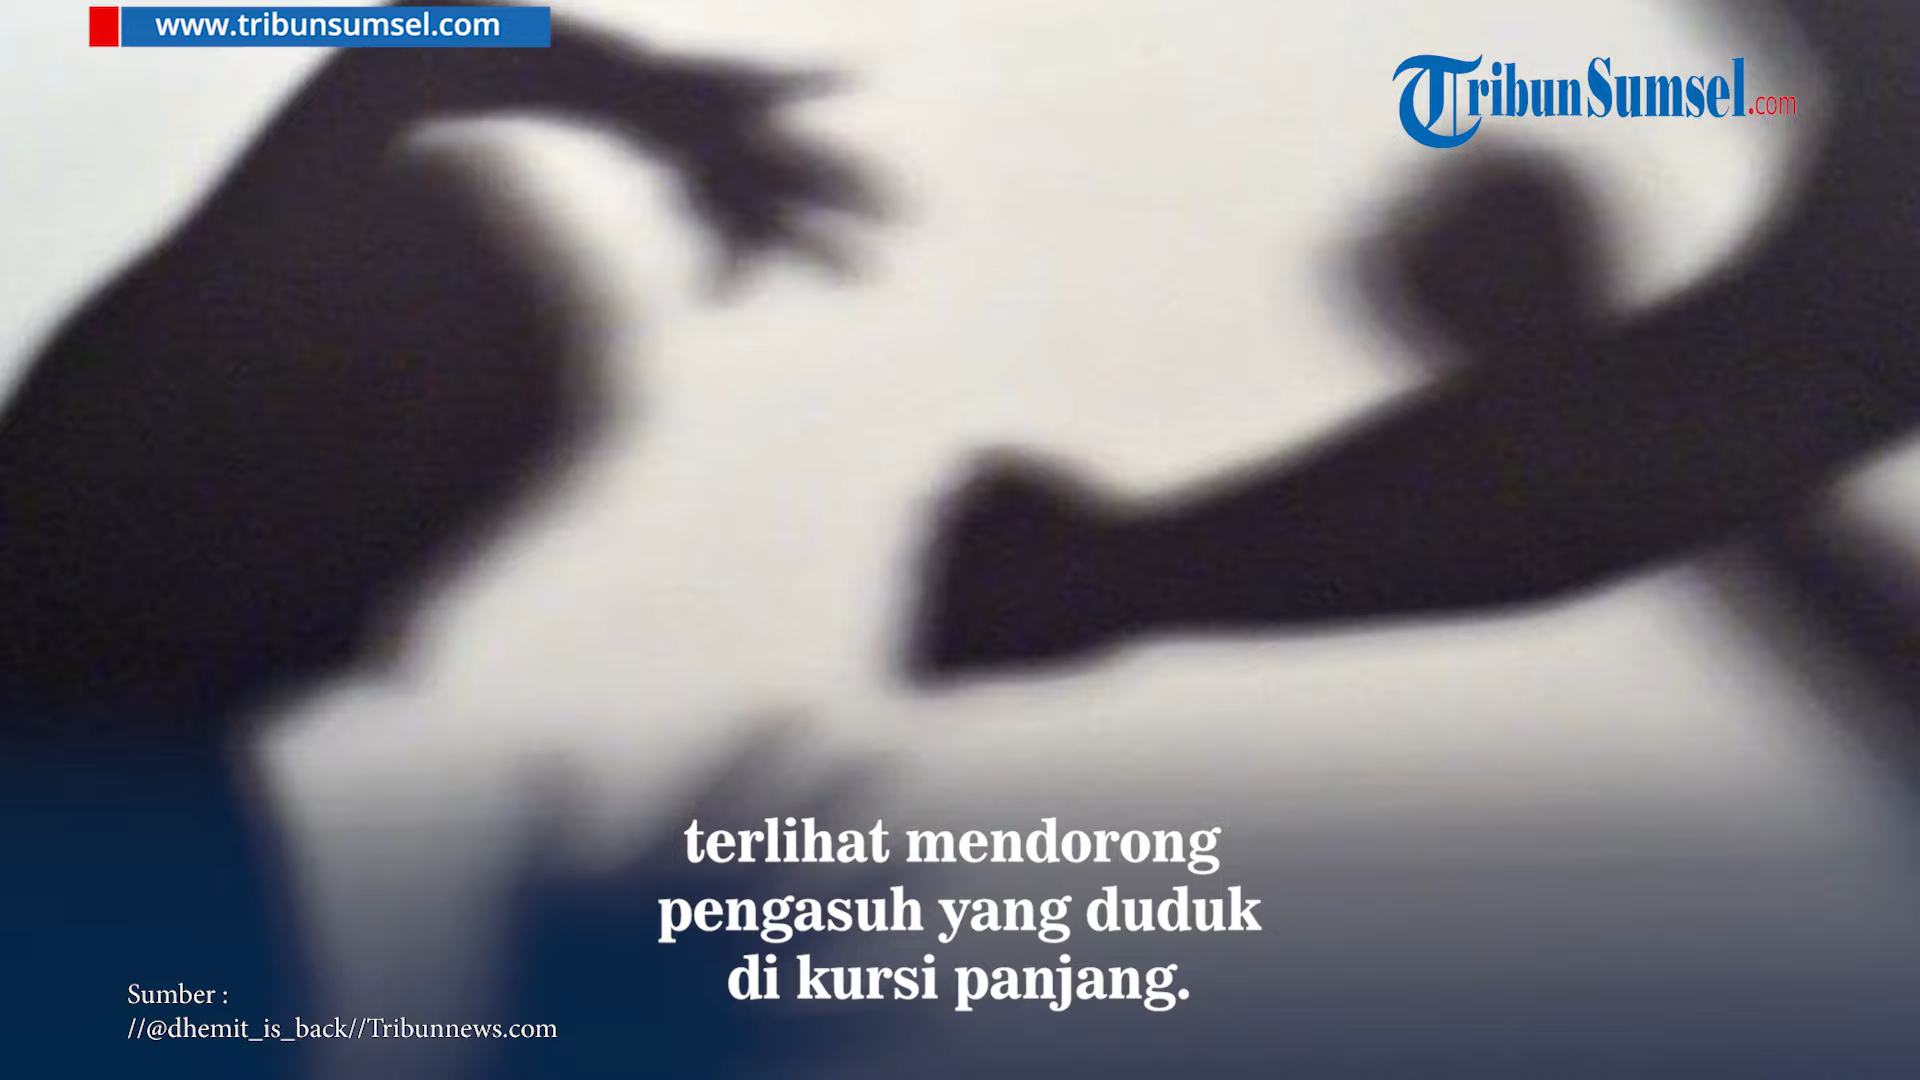 www.tribunsumsel.com
TribunSumsel.com
terlihat mendorong
pengasuh yang duduk
di kursi panjang.
Sumber :
//@dhemit_is_back//Tribunnews.com